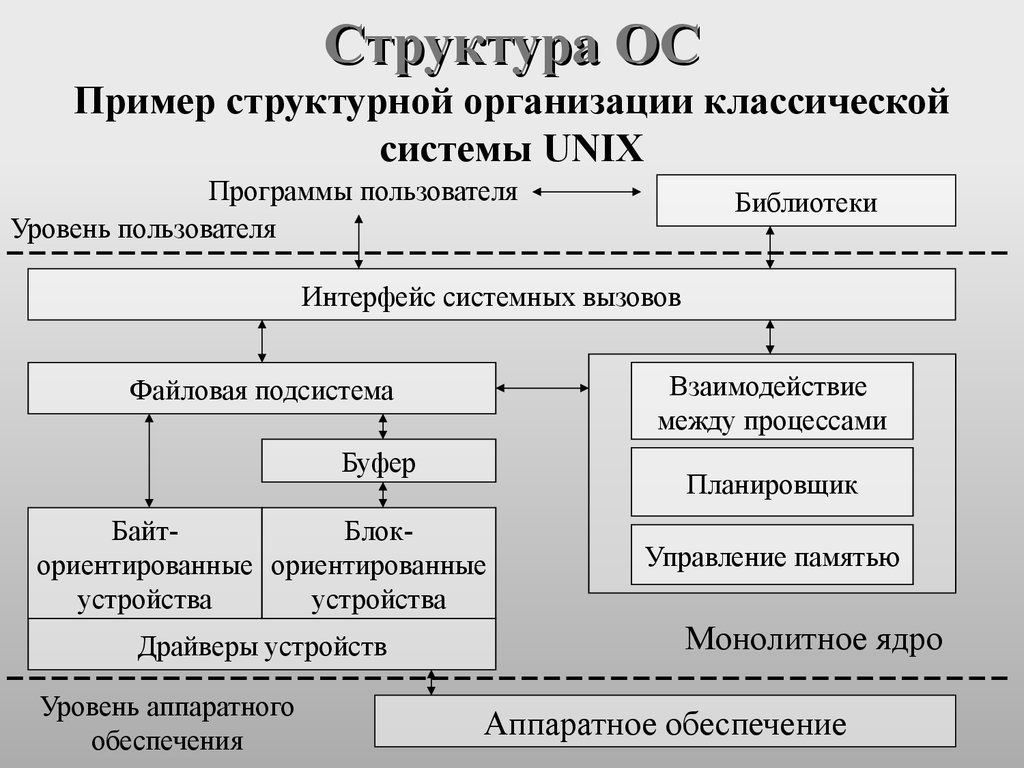 Структура ОС
Пример структурной организации классической
системы UNIX
Программы пользователя
Библиотеки
Уровень пользователя
Интерфейс системных вызовов
Файловая подсистема
Взаимодействие
между процессами
Буфер
Планировщик
Байт-
ориентированные
устройства
Блок-
ориентированные
устройства
Управление памятью
Драйверы устройств
Монолитное ядро
Уровень аппаратного
обеспечения
Аппаратное обеспечение